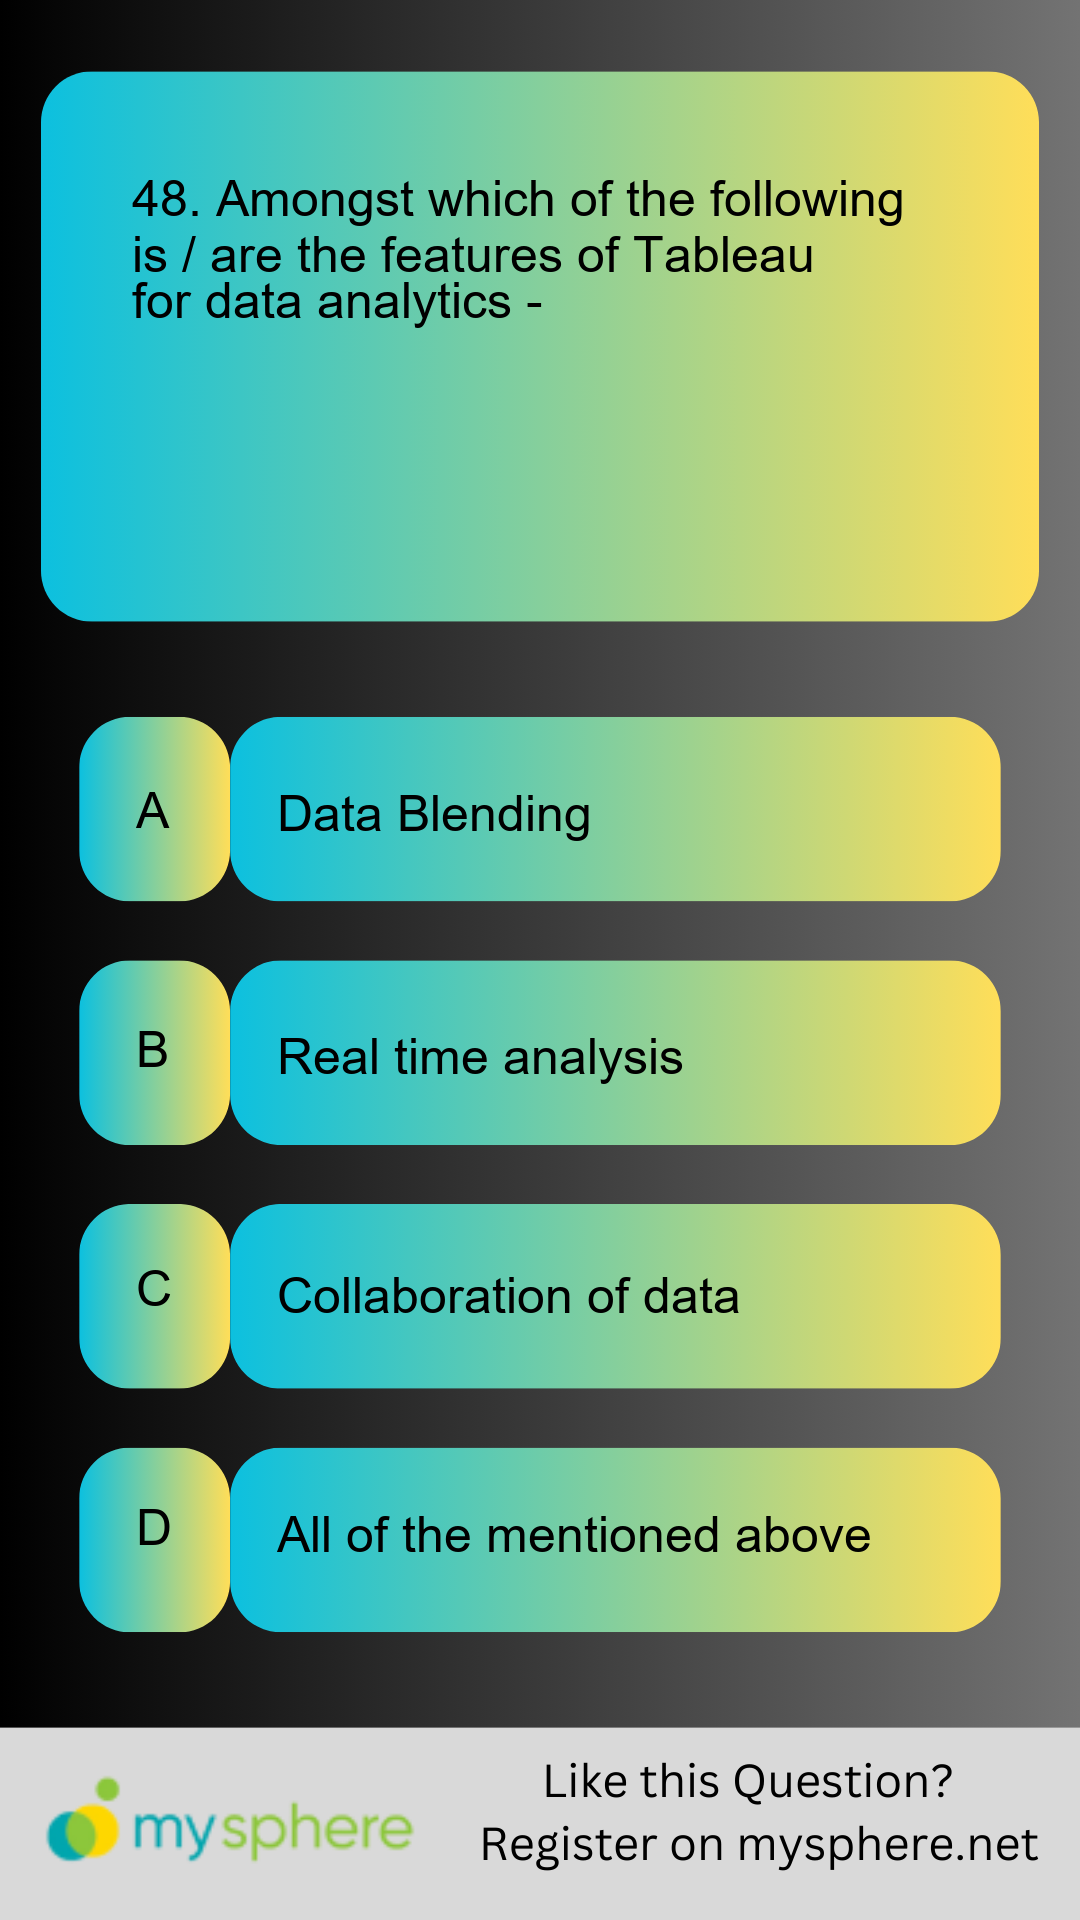 48. Amongst which of the following
is / are the features of Tableau
for data analytics -
A
Data Blending
B
Real time analysis
C
Collaboration of data
D
All of the mentioned above
mysphere
Like this Question?
Register on mysphere.net